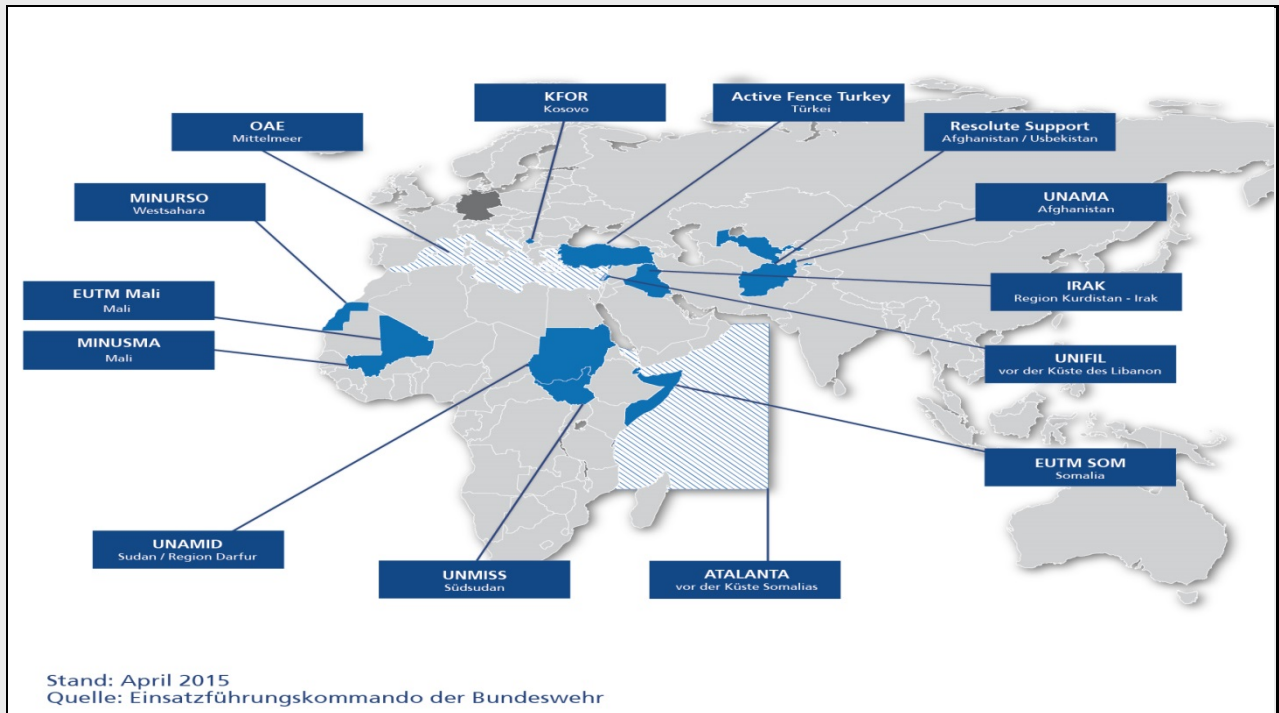 KFOR
Kosovo
Active Fence Turkey
Türkei
OAE
Mittelmeer
Resolute Support
Afghanistan / Usbekistan
MINURSO
Westsahara
UNAMA
Afghanistan
EUTM Mali
Mali
IRAK
Region Kurdistan - Irak
MINUSMA
Mali
UNIFIL
vor der Küste des Libanon
EUTM SOM
Somalia
UNAMID
Sudan / Region Darfur
UNMISS
Südsudan
ATALANTA
vor der Küste Somalias
Stand: April 2015
Quelle: Einsatzführungskommando der Bundeswehr